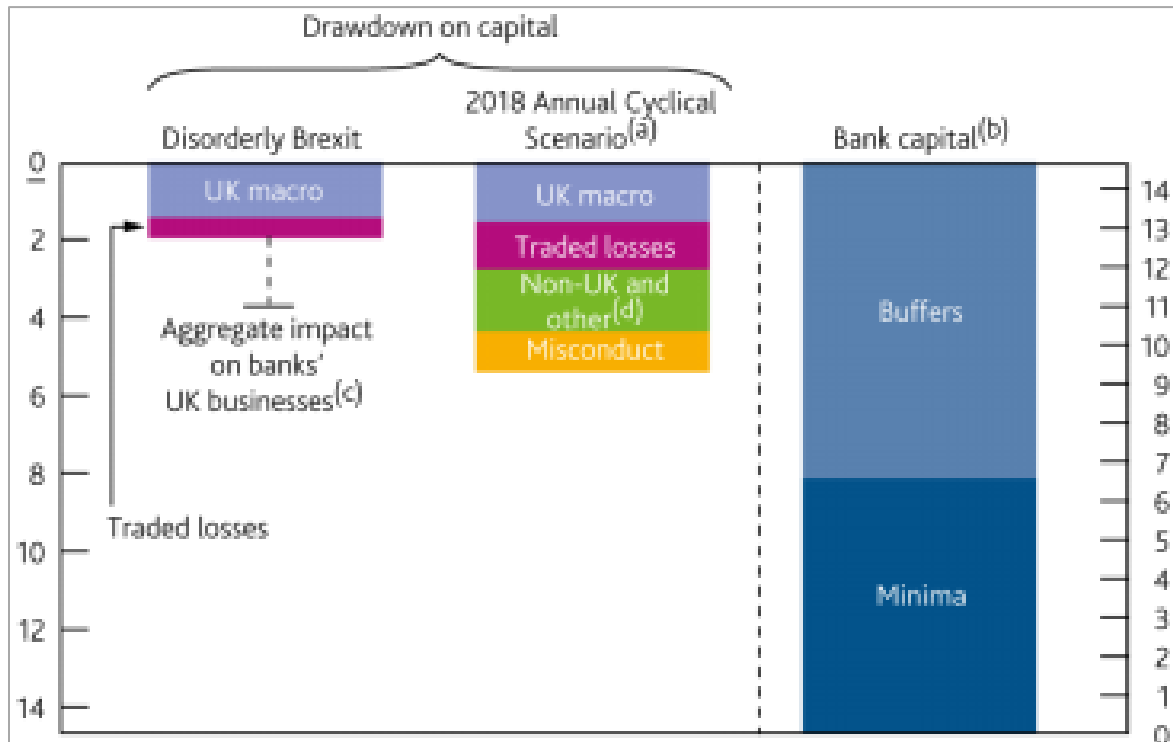 Drawdown on capital
2018 Annual Cyclical
Disorderly Brexit
Scenario(a)
Bank capital(b)
0
2
4
6
8
10
12
14
UK macro
Aggregate impact
on banks'
UK businesses(c)
Traded losses
UK macro
Traded losses
Non-UK and
other(d)
Misconduct
Buffers
Minima
14
13
12
11
10
9
8
7
6
5
4
3
2
1
0